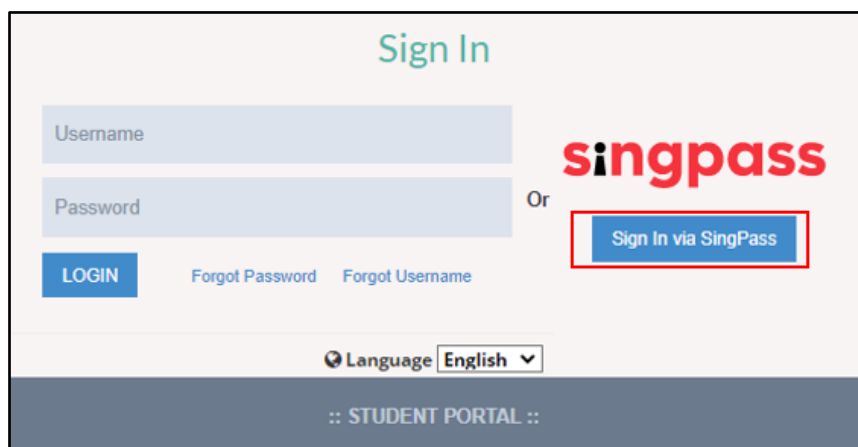 Sign In
Username
Password
LOGIN
Forgot Password Forgot Username
Or
singpass
Sign In via SingPass
Language English
:: STUDENT PORTAL ::